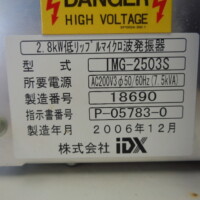 DANGER
HIGH VOLTAGE
2.8kW低リップルマイクロ波発振器
型式 IMG-2503S
所要電源 AC200V3φ50/60Hz(7.5kVA)
製造番号 18690
指示書番号 P-05783-0
製造年月 2006年12月
株式会社 IDX